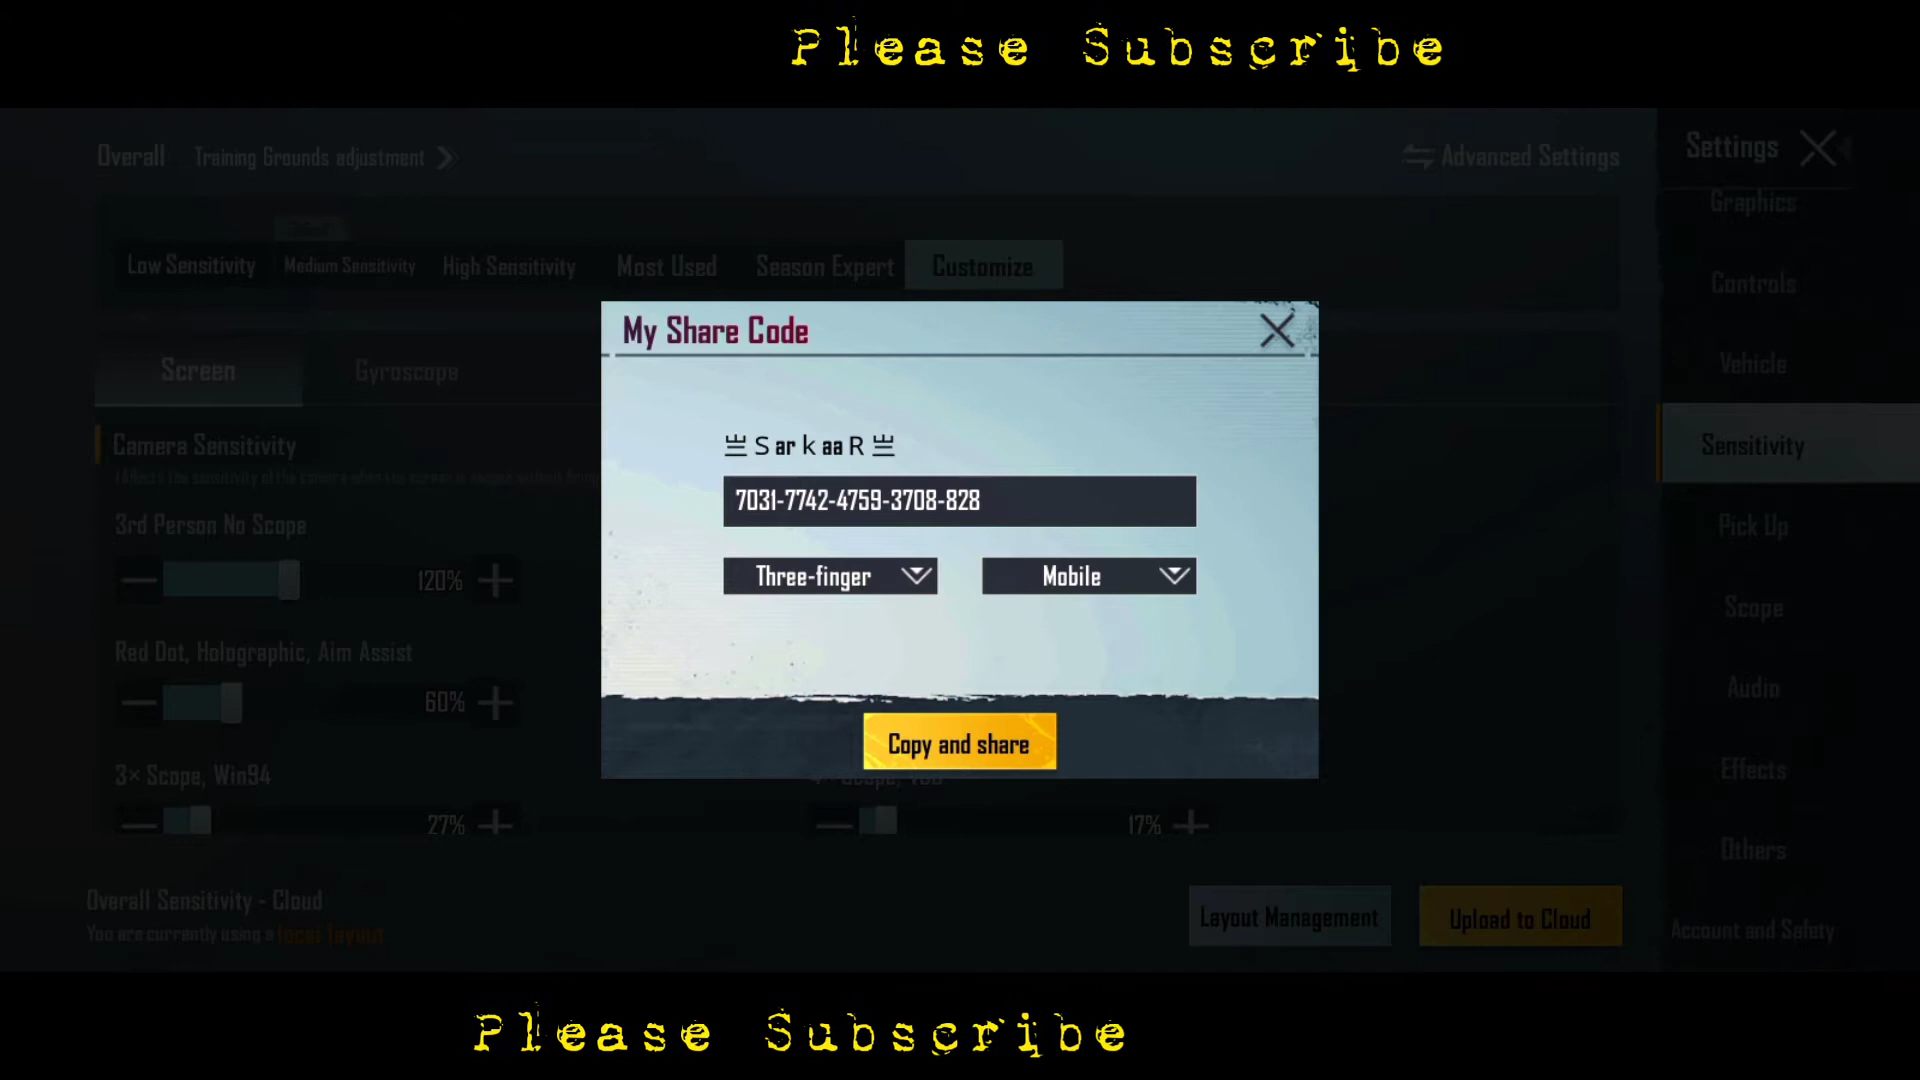 Please Subscribe
Overall Training Grounds adjustment
Advanced Settings
Settings
Graphics
Low Sensitivity Medium Sensitivity High Sensitivity Most Used Season Expert Customize
Controls
My Share Code
Screen Gyroscope
Vehicle
Camera Sensitivity
亗 S ar k aa R 亗
Sensitivity
7031-7742-4759-3708-828
3rd Person No Scope
Pick Up
120%
Three-finger Mobile
Scope
Red Dot, Holographic, Aim Assist
60%
Audio
Copy and share
3× Scope, Win94
Effects
27%
17%
Others
Overall Sensitivity - Cloud
You are currently using a local layout
Layout Management
Upload to Cloud
Account and Safety
Please Subscribe